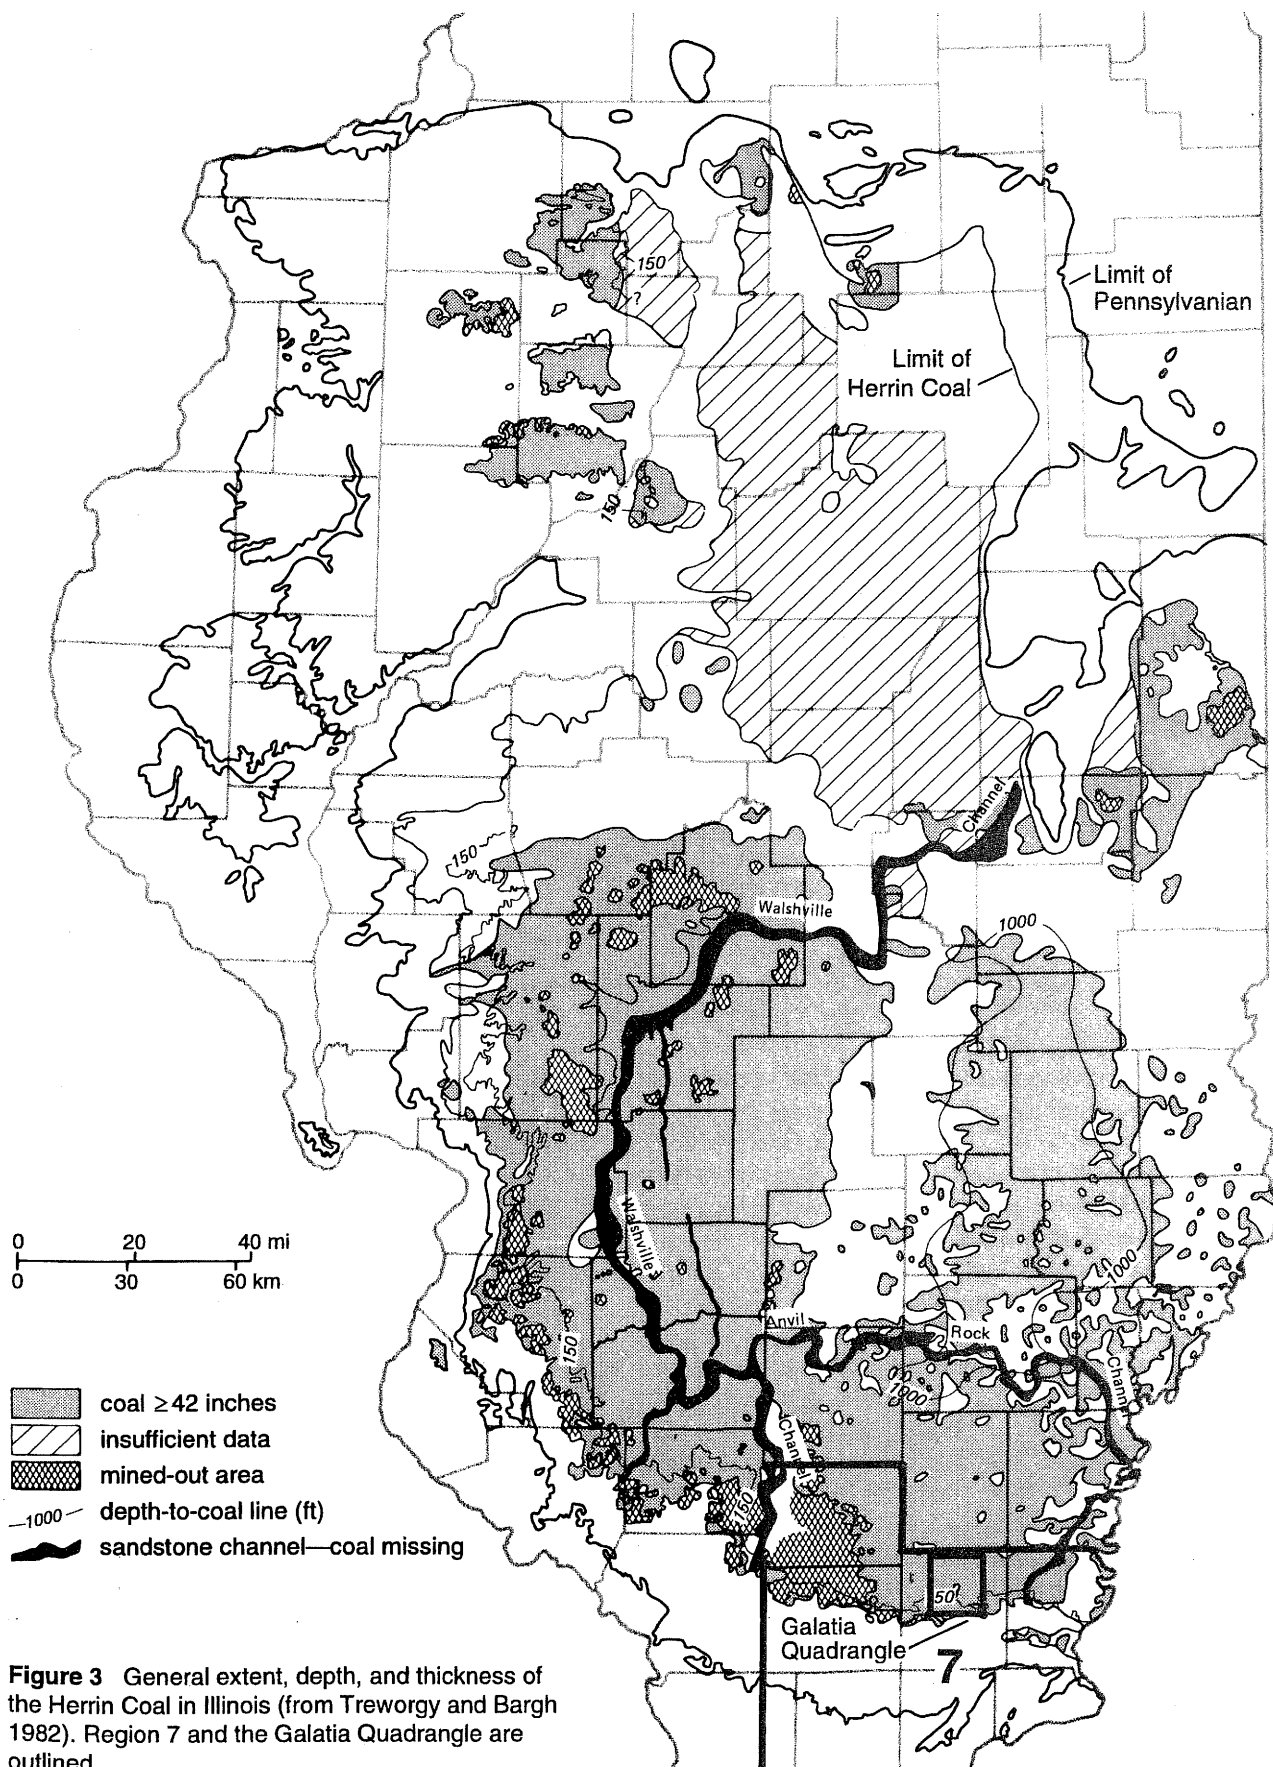 150
?
Limit of
Pennsylvanian
Limit of
Herrin Coal
150
Channel
150
Walshville
1000
0 20 40 mi
0 30 60 km
Walshville
1000
Anvil
Rock
150
1000
Channel
Channel
150
coal ≥ 42 inches
insufficient data
mined-out area
1000 depth-to-coal line (ft)
sandstone channel—coal missing
50?
Galatia
Quadrangle
7
Figure 3 General extent, depth, and thickness of
the Herrin Coal in Illinois (from Treworgy and Bargh
1982). Region 7 and the Galatia Quadrangle are
outlined